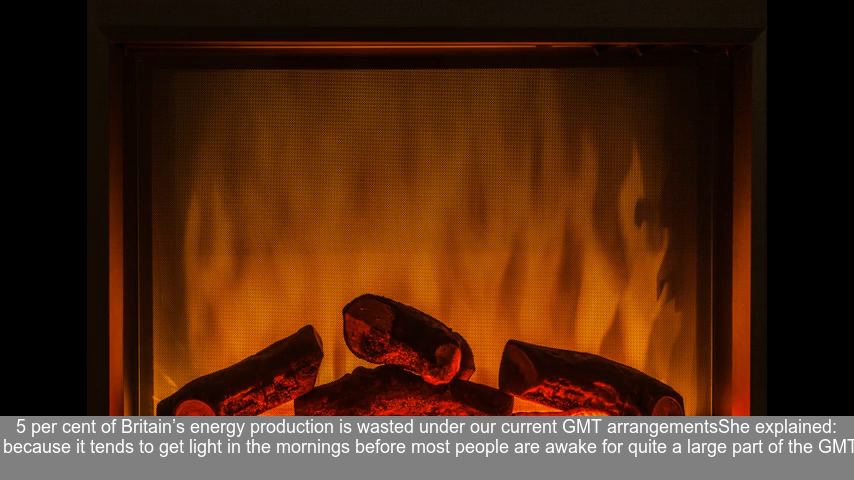 5 per cent of Britain’s energy production is wasted under our current GMT arrangementsShe explained:
because it tends to get light in the mornings before most people are awake for quite a large part of the GMT